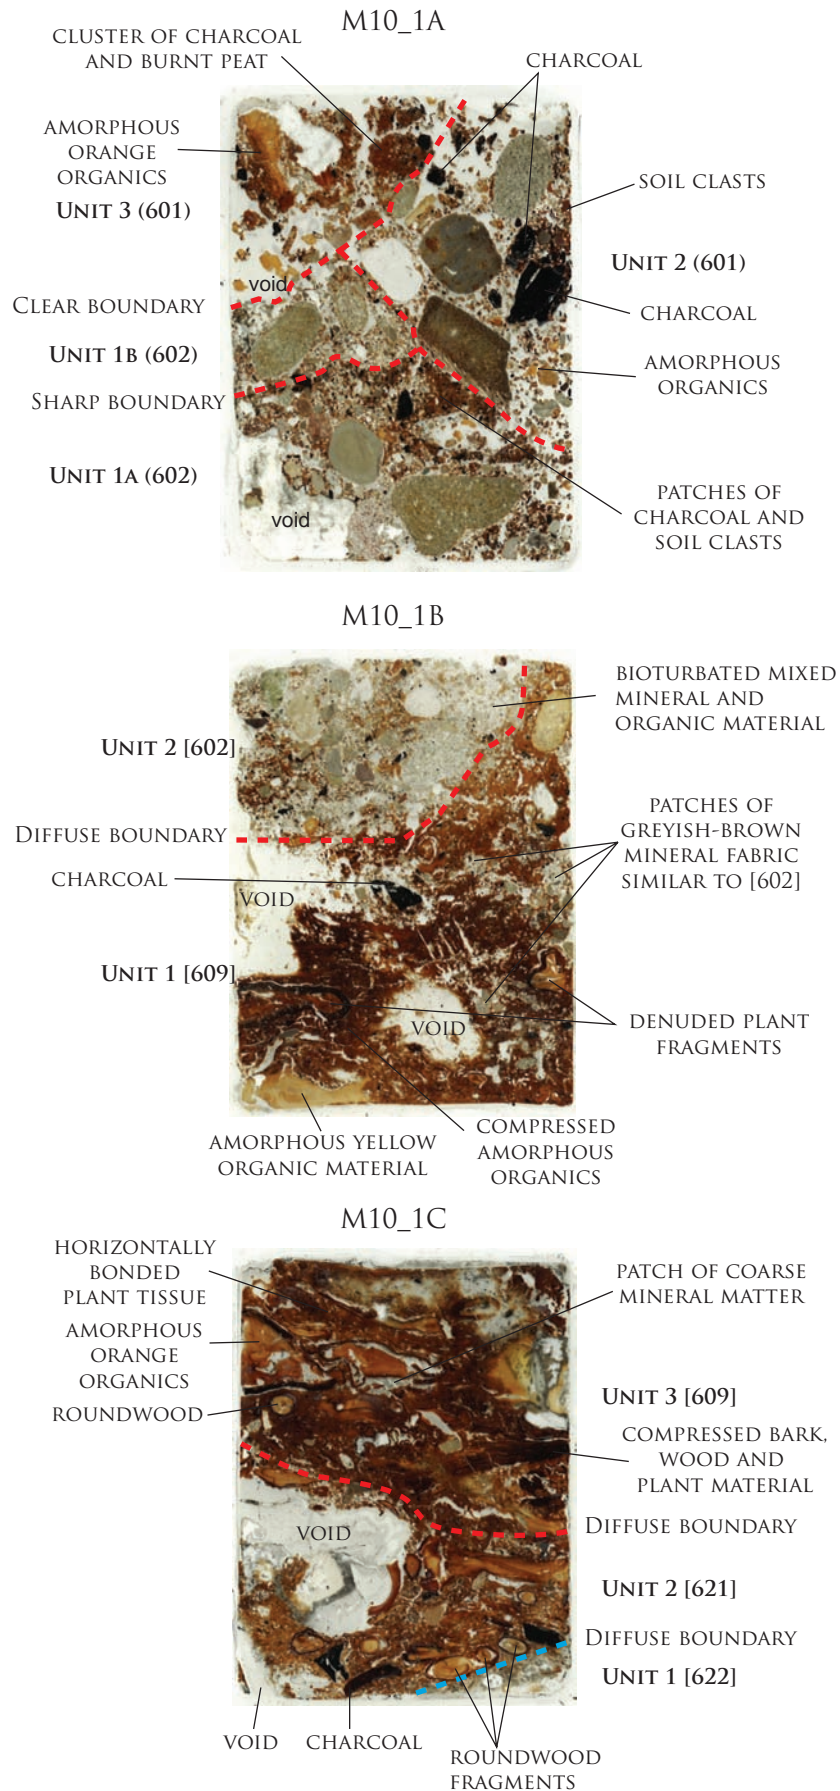 M10_1A
CLUSTER OF CHARCOAL
AND BURNT PEAT
CHARCOAL
AMORPHOUS
ORANGE
ORGANICS
UNIT 3 (601)
SOIL CLASTS
UNIT 2 (601)
void
CLEAR BOUNDARY
CHARCOAL
UNIT 1B (602)
AMORPHOUS
ORGANICS
SHARP BOUNDARY
UNIT 1A (602)
void
PATCHES OF
CHARCOAL AND
SOIL CLASTS
M10_1B
BIOTURBATED MIXED
MINERAL AND
ORGANIC MATERIAL
UNIT 2 [602]
DIFFUSE BOUNDARY
PATCHES OF
GREYISH-BROWN
MINERAL FABRIC
SIMILAR TO [602]
CHARCOAL
VOID
UNIT 1 [609]
VOID
DENUDED PLANT
FRAGMENTS
AMORPHOUS YELLOW
ORGANIC MATERIAL
COMPRESSED
AMORPHOUS
ORGANICS
M10_1C
HORIZONTALLY
BONDED
PLANT TISSUE
PATCH OF COARSE
MINERAL MATTER
AMORPHOUS
ORANGE
ORGANICS
ROUNDWOOD
UNIT 3 [609]
COMPRESSED BARK,
WOOD AND
PLANT MATERIAL
VOID
DIFFUSE BOUNDARY
UNIT 2 [621]
DIFFUSE BOUNDARY
UNIT 1 [622]
VOID
CHARCOAL
ROUNDWOOD
FRAGMENTS